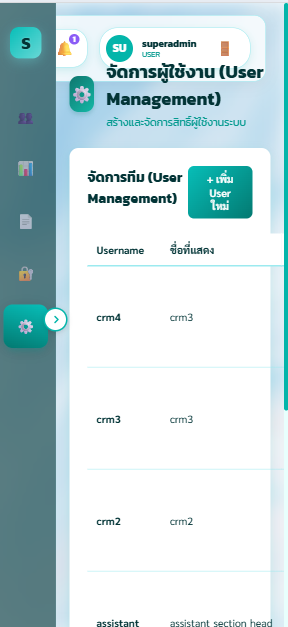 S
1
SU
superadmin
USER
จัดการผู้ใช้งาน (User
Management)
สร้างและจัดการสิทธิ์ผู้ใช้งานระบบ
จัดการทีม (User
Management)
+ เพิ่ม
User
ใหม่
Username ชื่อที่แสดง
crm4 crm3
crm3 crm3
crm2 crm2
assistant assistant section head